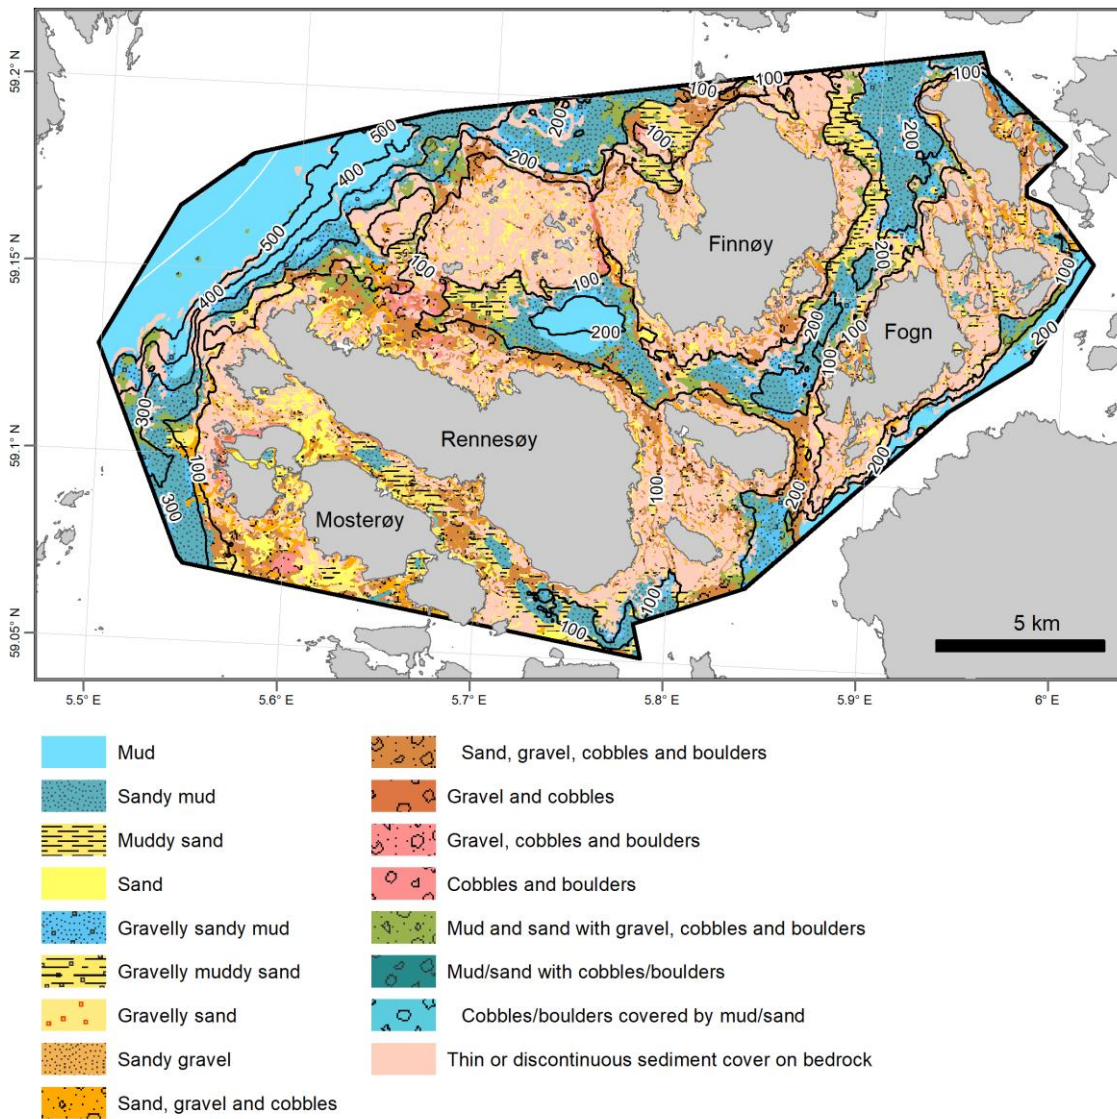 59.2° N
59.15° N
59.1° N
59.05° N
500
400
500
400
300
300
100
200
200
100
100
100
100
200
200
200
100
100
200
100
100
200
200
200
100
100
100
Finnøy
Fogn
Rennesøy
Mosterøy
5 km
5.5° E
5.6° E
5.7° E
5.8° E
5.9° E
6° E
Mud
Sandy mud
Muddy sand
Sand
Gravelly sandy mud
Gravelly muddy sand
Gravelly sand
Sandy gravel
Sand, gravel and cobbles
Sand, gravel, cobbles and boulders
Gravel and cobbles
Gravel, cobbles and boulders
Cobbles and boulders
Mud and sand with gravel, cobbles and boulders
Mud/sand with cobbles/boulders
Cobbles/boulders covered by mud/sand
Thin or discontinuous sediment cover on bedrock